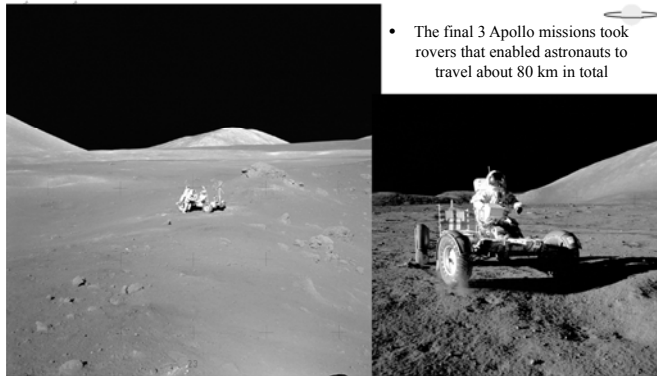 • The final 3 Apollo missions took
rovers that enabled astronauts to
travel about 80 km in total